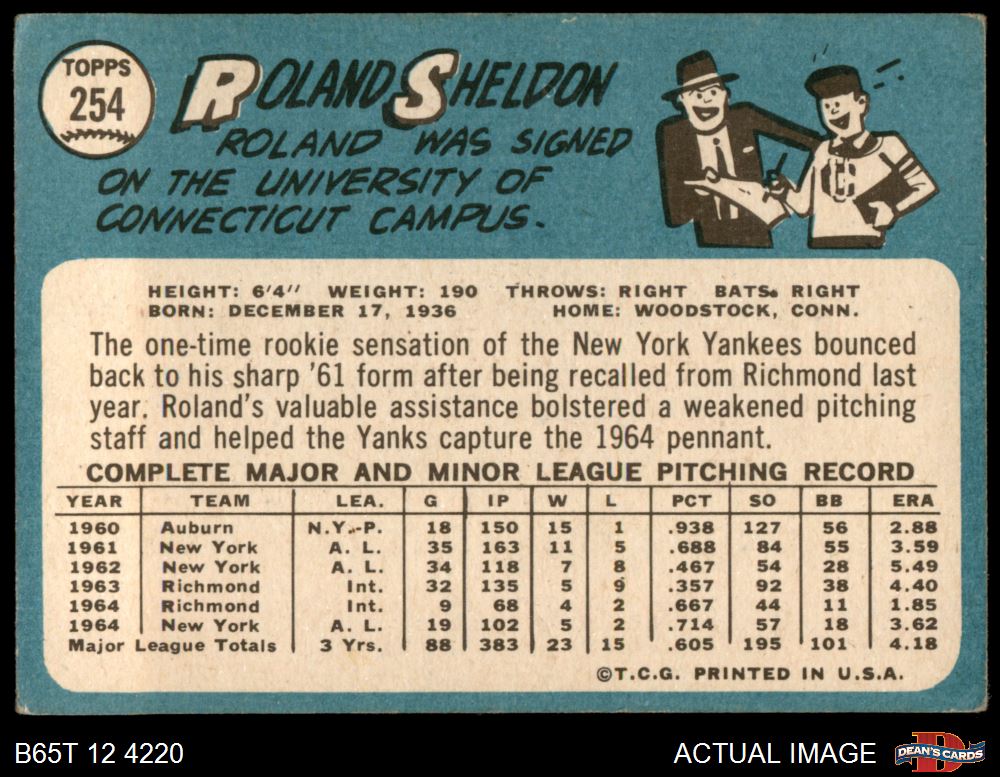 TOPPS
254
ROLAND SHELDON
ROLAND WAS SIGNED
ON THE UNIVERSITY OF
CONNECTICUT CAMPUS.
C
HEIGHT: 6'4" WEIGHT: 190 THROWS: RIGHT BATS: RIGHT
BORN: DECEMBER 17, 1936 HOME: WOODSTOCK, CONN.
The one-time rookie sensation of the New York Yankees bounced
back to his sharp '61 form after being recalled from Richmond last
year. Roland's valuable assistance bolstered a weakened pitching
staff and helped the Yanks capture the 1964 pennant.
COMPLETE MAJOR AND MINOR LEAGUE PITCHING RECORD
YEAR TEAM LEA. G IP W L PCT SO BB ERA
1960 Auburn N.Y.-P. 18 150 15 1 .938 127 56 2.88
1961 New York A. L. 35 163 11 5 .688 84 55 3.59
1962 New York A. L. 34 118 7 8 .467 54 28 5.49
1963 Richmond Int. 32 135 5 9 .357 92 38 4.40
1964 Richmond Int. 9 68 4 2 .667 44 11 1.85
1964 New York A. L. 19 102 5 2 .714 57 18 3.62
Major League Totals 3 Yrs. 88 383 23 15 .605 195 101 4.18
©T.C.G. PRINTED IN U.S.A.
B65T 12 4220 ACTUAL IMAGE D DEAN'S CARDS